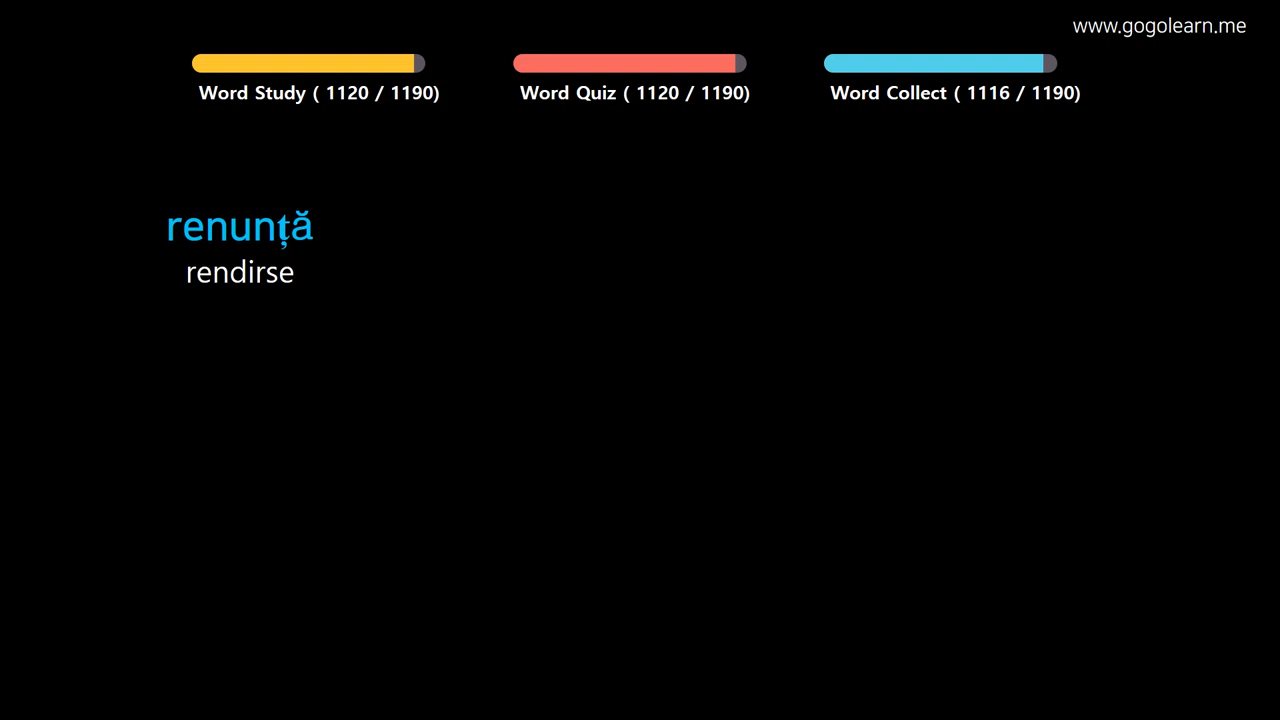 www.gogolearn.me
Word Study ( 1120 / 1190)
Word Quiz ( 1120 / 1190)
Word Collect ( 1116 / 1190)
renunță
rendirse